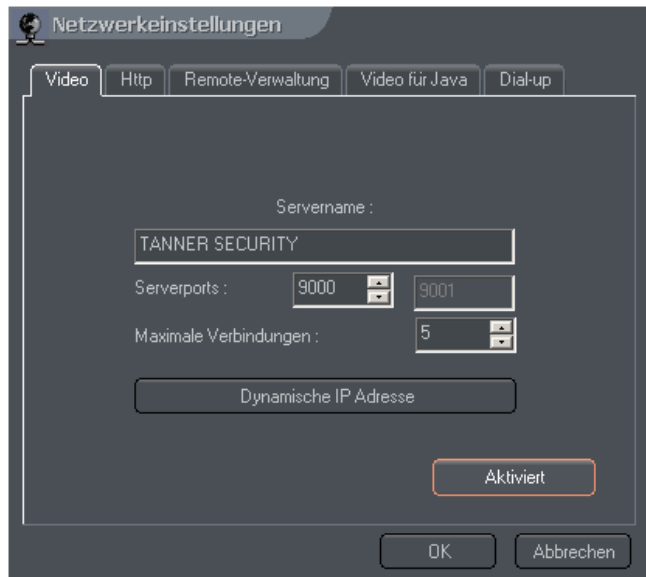 Netzwerkeinstellungen
Video Http Remote-Verwaltung Video für Java Dial-up
Servername :
TANNER SECURITY
Serverports : 9000 9001
Maximale Verbindungen : 5
Dynamische IP Adresse
Aktiviert
OK Abbrechen